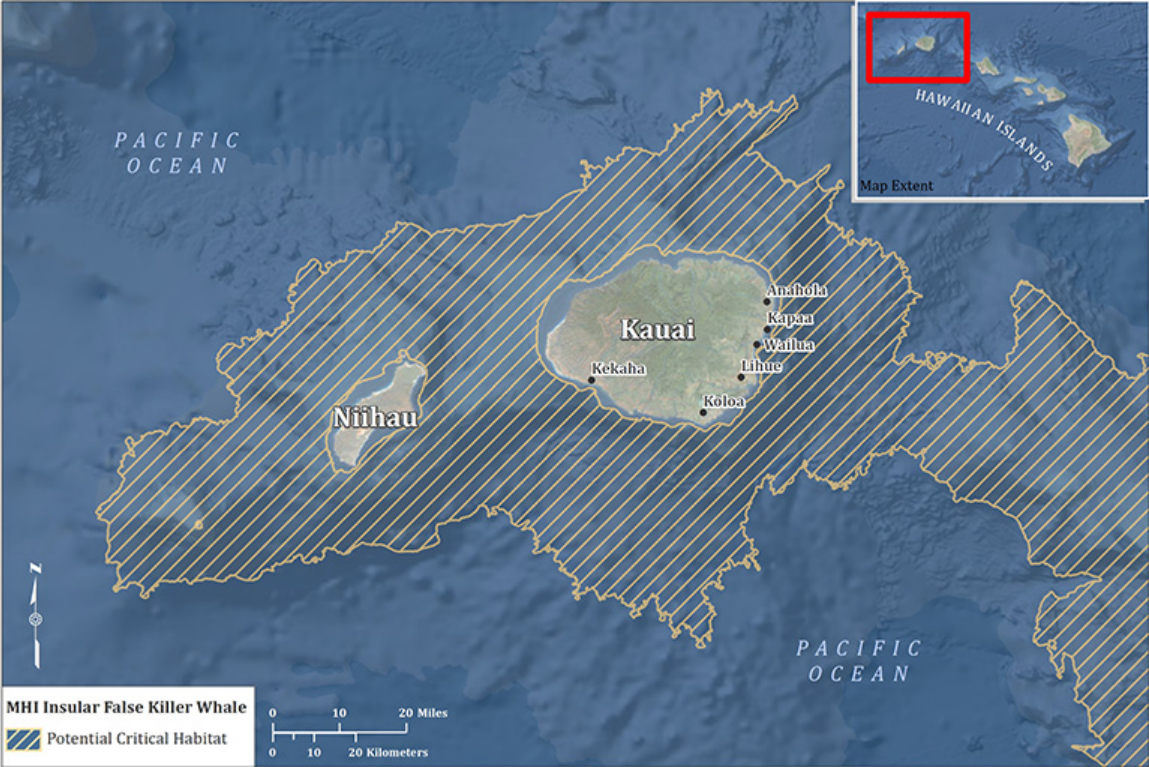 PACIFIC
OCEAN
HAWAIIAN ISLANDS
Map Extent
Anahola
Kapaa
Kauai
Wailua
Lihue
Kekaha
Koloa
Niihau
N
PACIFIC
OCEAN
MHI Insular False Killer Whale
Potential Critical Habitat
0 10 20 Miles
0 10 20 Kilometers